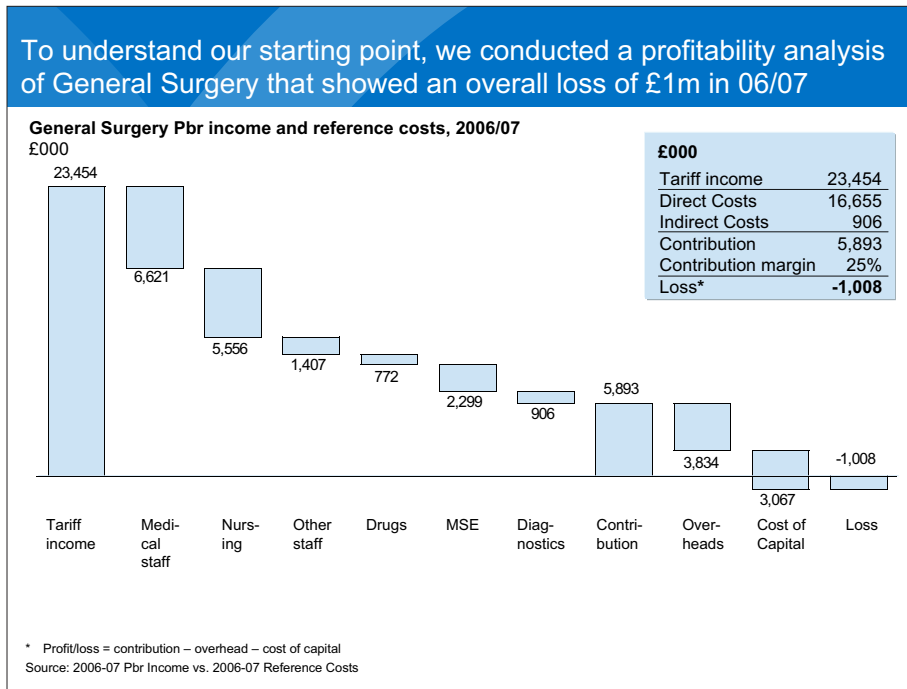 To understand our starting point, we conducted a profitability analysis
of General Surgery that showed an overall loss of £1m in 06/07
General Surgery Pbr income and reference costs, 2006/07
£000
£000
Tariff income 23,454
Direct Costs 16,655
Indirect Costs 906
Contribution 5,893
Contribution margin 25%
Loss* -1,008
23,454
6,621
5,556
1,407
772
2,299
906
5,893
3,834
3,067
-1,008
Tariff
income
Medi-
cal
staff
Nurs-
ing
Other
staff
Drugs
MSE
Diag-
nostics
Contri-
bution
Over-
heads
Cost of
Capital
Loss
* Profit/loss = contribution – overhead – cost of capital
Source: 2006-07 Pbr Income vs. 2006-07 Reference Costs